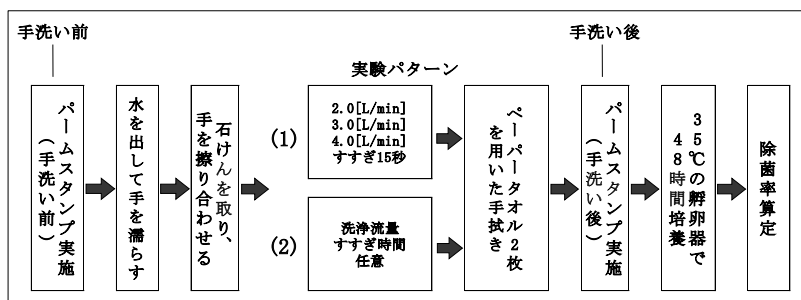 手洗い前
手洗い後
実験パターン
パームスタンプ実施
（手洗い前）
水を出して手を濡らす
石けんを取り、
手を擦り合わせる
(1)
2.0[L/min]
3.0[L/min]
4.0[L/min]
すすぎ15秒
(2)
洗浄流量
すすぎ時間
任意
ペーパータオル2枚
を用いた手拭き
パームスタンプ実施
（手洗い後）
35℃の孵卵器で
48時間培養
除菌率算定